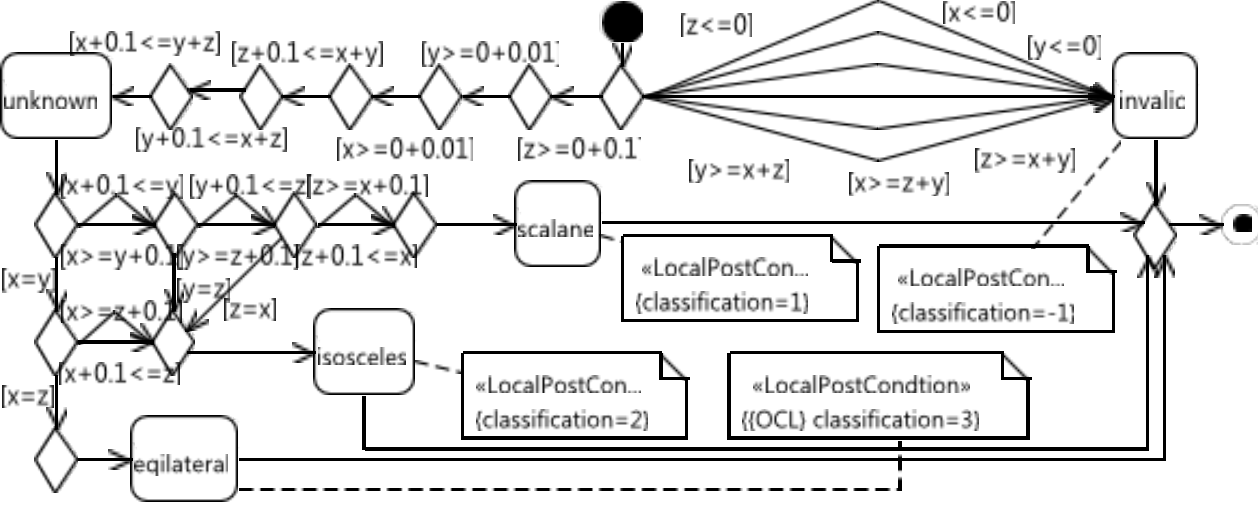 [z<=0]
[x<=0]
[x+0.1<=y+z]
[z+0.1<=x+y]
[y>=0+0.01]
[y<=0]
unknown
invalic
[y+0.1<=x+z]
[x>=0+0.01]
[z>=0+0.1
[y>=x+z]
[x>=z+y]
[z>=x+y]
[x+0.1<=y]
[y+0.1<=z
[z>=x+0.1]
scalane
[x>=y+0.1
[y>=z+0.1]
[z+0.1<=x]
[x=y]
[y=z]
[z=x]
[x>=z+0.1
«LocalPostCon...
{classification=1}
«LocalPostCon...
{classification=-1}
isosceles
[x+0.1<=z]
[x=z]
«LocalPostCon...
{classification=2}
«LocalPostCondtion»
{{OCL} classification=3}
eqilateral